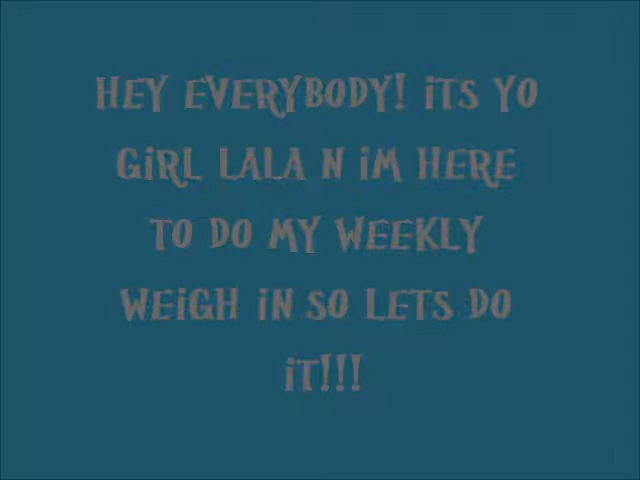 HEY EVERYBODY! iTS YO
GiRL LALA N iM HERE
TO DO MY WEEKLY
WEiGH iN SO LETS DO
iT!!!